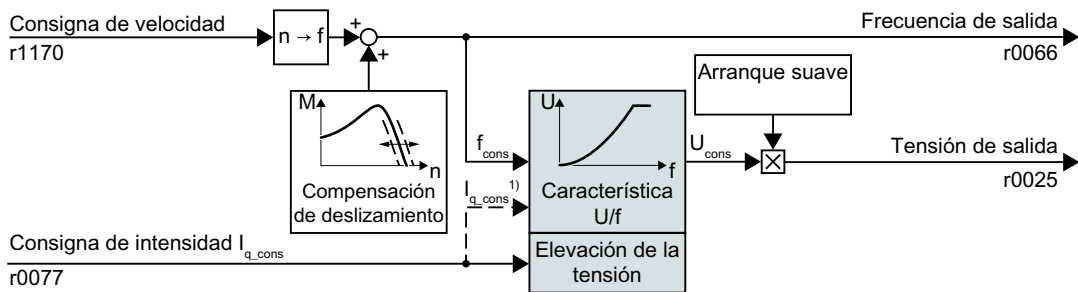 Consigna de velocidad
r1170
n → f
+
+
Frecuencia de salida
r0066
Arranque suave
M
n
Compensación
de deslizamiento
U
f
f_cons
I_q_cons 1)
Característica
U/f
U_cons
Tensión de salida
r0025
Consigna de intensidad I_q_cons
r0077
Elevación de la
tensión